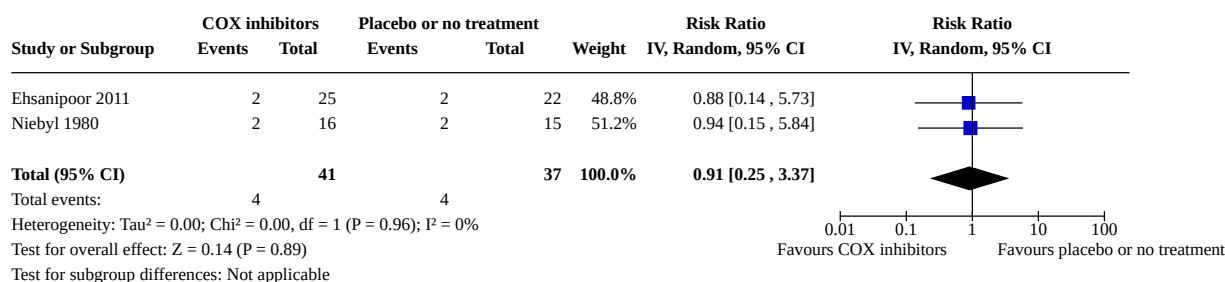 COX inhibitors Placebo or no treatment Risk Ratio Risk Ratio
Study or Subgroup Events Total Events Total Weight IV, Random, 95% CI IV, Random, 95% CI
Ehsanipoor 2011 2 25 2 22 48.8% 0.88 [0.14 , 5.73]
Niebyl 1980 2 16 2 15 51.2% 0.94 [0.15 , 5.84]
Total (95% CI) 41 37 100.0% 0.91 [0.25 , 3.37]
Total events: 4 4
Heterogeneity: Tau² = 0.00; Chi² = 0.00, df = 1 (P = 0.96); I² = 0%
0.01 0.1 1 10 100
Test for overall effect: Z = 0.14 (P = 0.89) Favours COX inhibitors Favours placebo or no treatment
Test for subgroup differences: Not applicable